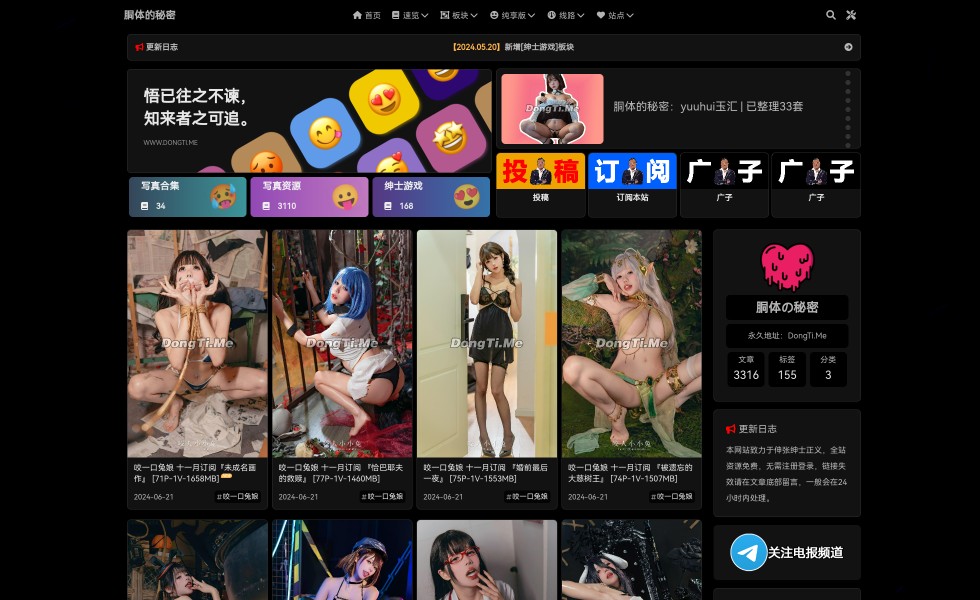 胴体的秘密
首页
速览
板块
纯享版
线路
站点
更新日志
【2024.05.20】新增[绅士游戏]板块
悟已往之不谏，
知来者之可追。
WWW.DONGTI.ME
DongTi.Me
胴体的秘密：yuuhui玉汇 | 已整理33套
写真合集
34
写真资源
3110
绅士游戏
168
投 稿
投稿
订 阅
订阅本站
广 子
广子
广 子
广子
DongTi.Me
DongTi.Me
DongTi.Me
DongTi.Me
咬一口兔娘 十一月订阅 『未成名画
作』 [71P-1V-1658MB]
2024-06-21
#咬一口兔娘
咬一口兔娘 十一月订阅 『恰巴耶夫
的救赎』 [77P-1V-1460MB]
2024-06-21
#咬一口兔娘
咬一口兔娘 十一月订阅 『婚前最后
一夜』 [75P-1V-1553MB]
2024-06-21
#咬一口兔娘
咬一口兔娘 十一月订阅 『被遗忘的
大慈树王』 [74P-1V-1507MB]
2024-06-21
#咬一口兔娘
胴体の秘密
永久地址：DongTi.Me
文章
3316
标签
155
分类
3
更新日志
本网站致力于伸张绅士正义，全站
资源免费，无需注册登录，链接失
效请在文章底部留言，一般会在24
小时内处理。
关注电报频道